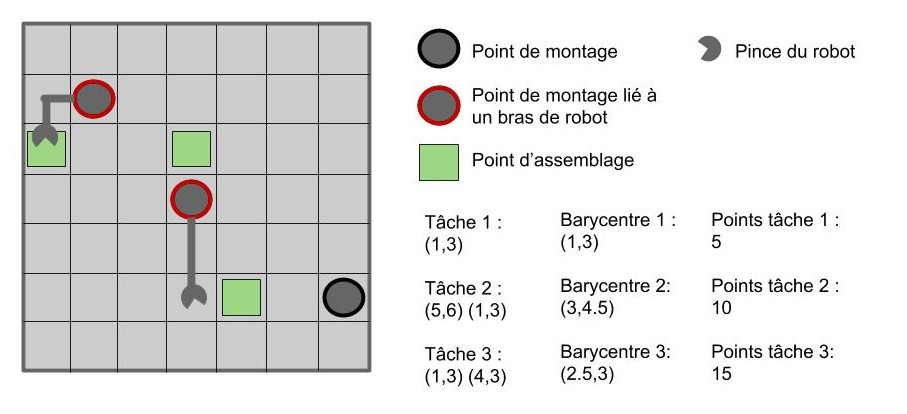 Point de montage
Pince du robot
Point de montage lié à
un bras de robot
Point d'assemblage
Tâche 1 :
(1,3)
Barycentre 1 :
(1,3)
Points tâche 1 :
5
Tâche 2 :
(5,6) (1,3)
Barycentre 2:
(3,4.5)
Points tâche 2 :
10
Tâche 3 :
(1,3) (4,3)
Barycentre 3:
(2.5,3)
Points tâche 3:
15